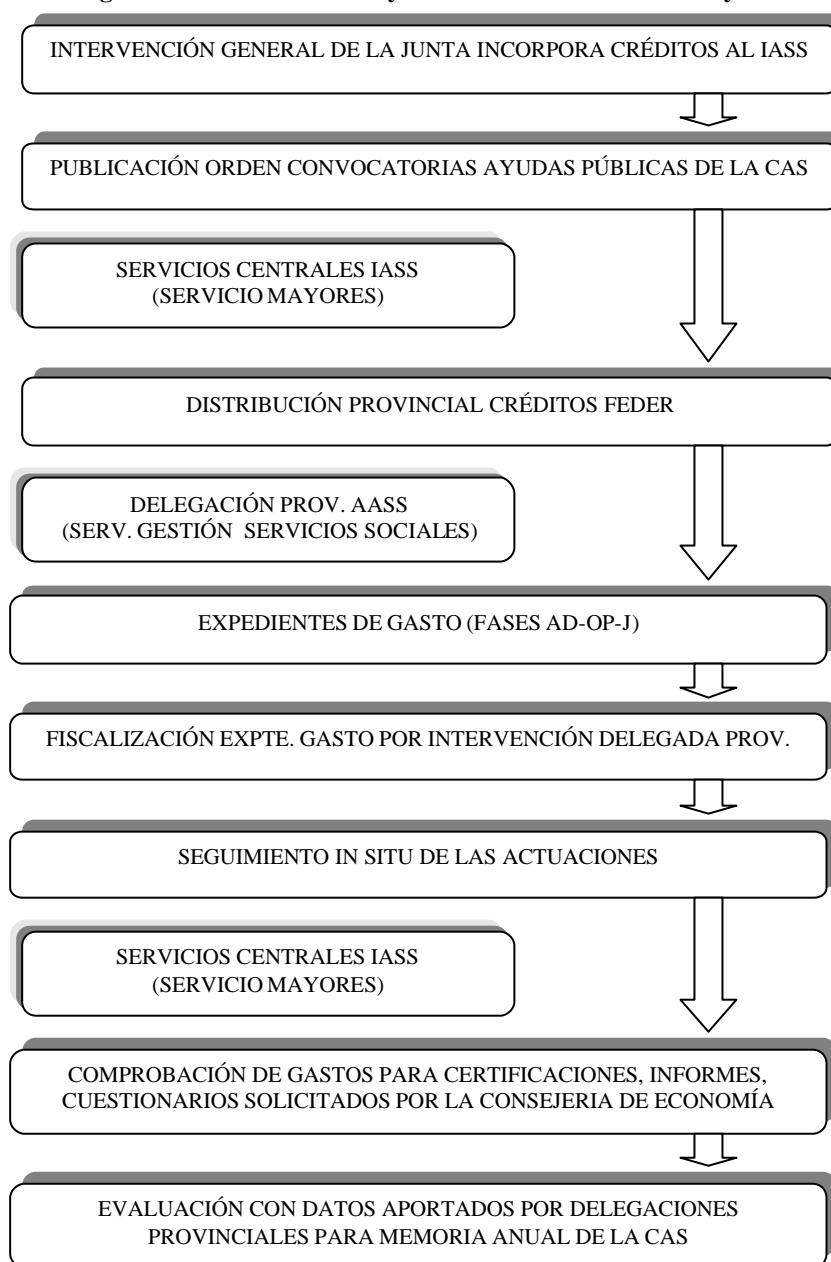 INTERVENCIÓN GENERAL DE LA JUNTA INCORPORA CRÉDITOS AL IASS
PUBLICACIÓN ORDEN CONVOCATORIAS AYUDAS PÚBLICAS DE LA CAS
SERVICIOS CENTRALES IASS
(SERVICIO MAYORES)
DISTRIBUCIÓN PROVINCIAL CRÉDITOS FEDER
DELEGACIÓN PROV. AASS
(SERV. GESTIÓN SERVICIOS SOCIALES)
EXPEDIENTES DE GASTO (FASES AD-OP-J)
FISCALIZACIÓN EXPTE. GASTO POR INTERVENCIÓN DELEGADA PROV.
SEGUIMIENTO IN SITU DE LAS ACTUACIONES
SERVICIOS CENTRALES IASS
(SERVICIO MAYORES)
COMPROBACIÓN DE GASTOS PARA CERTIFICACIONES, INFORMES,
CUESTIONARIOS SOLICITADOS POR LA CONSEJERIA DE ECONOMÍA
EVALUACIÓN CON DATOS APORTADOS POR DELEGACIONES
PROVINCIALES PARA MEMORIA ANUAL DE LA CAS